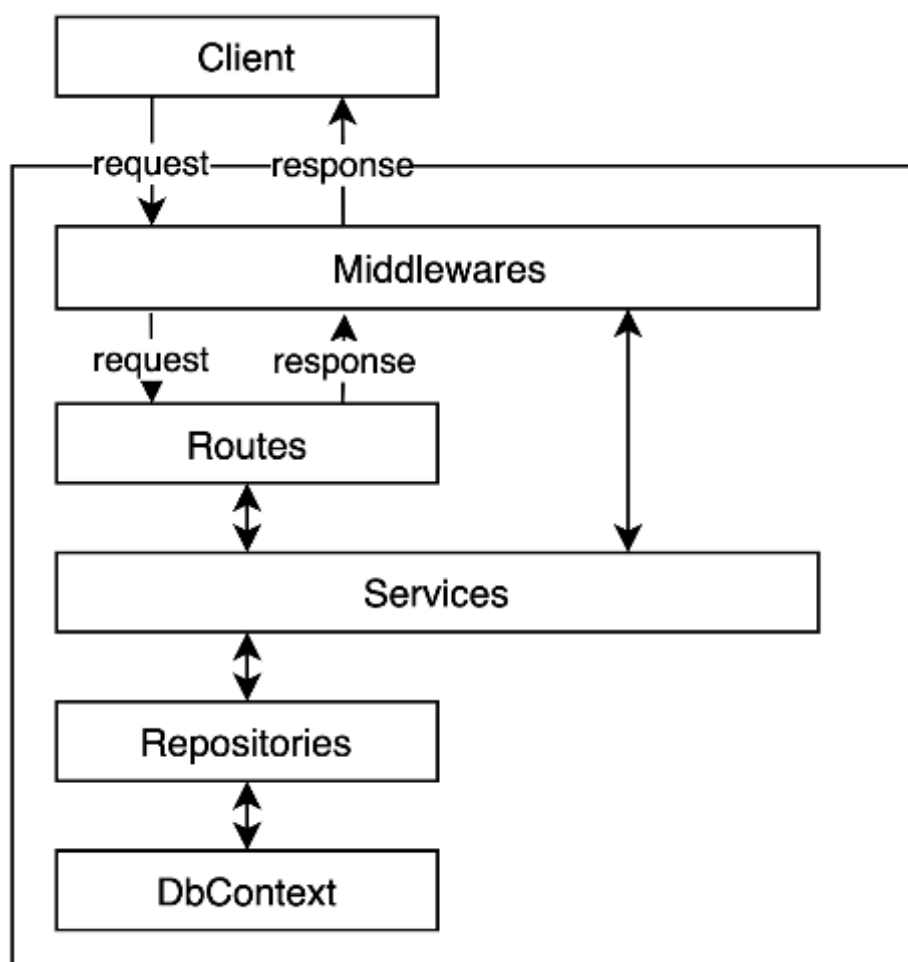 Client
request
response
Middlewares
request
response
Routes
Services
Repositories
DbContext